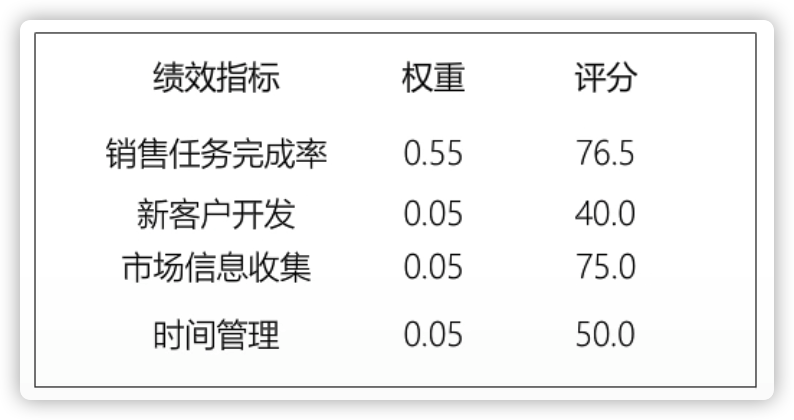 绩效指标 权重 评分
销售任务完成率 0.55 76.5
新客户开发 0.05 40.0
市场信息收集 0.05 75.0
时间管理 0.05 50.0